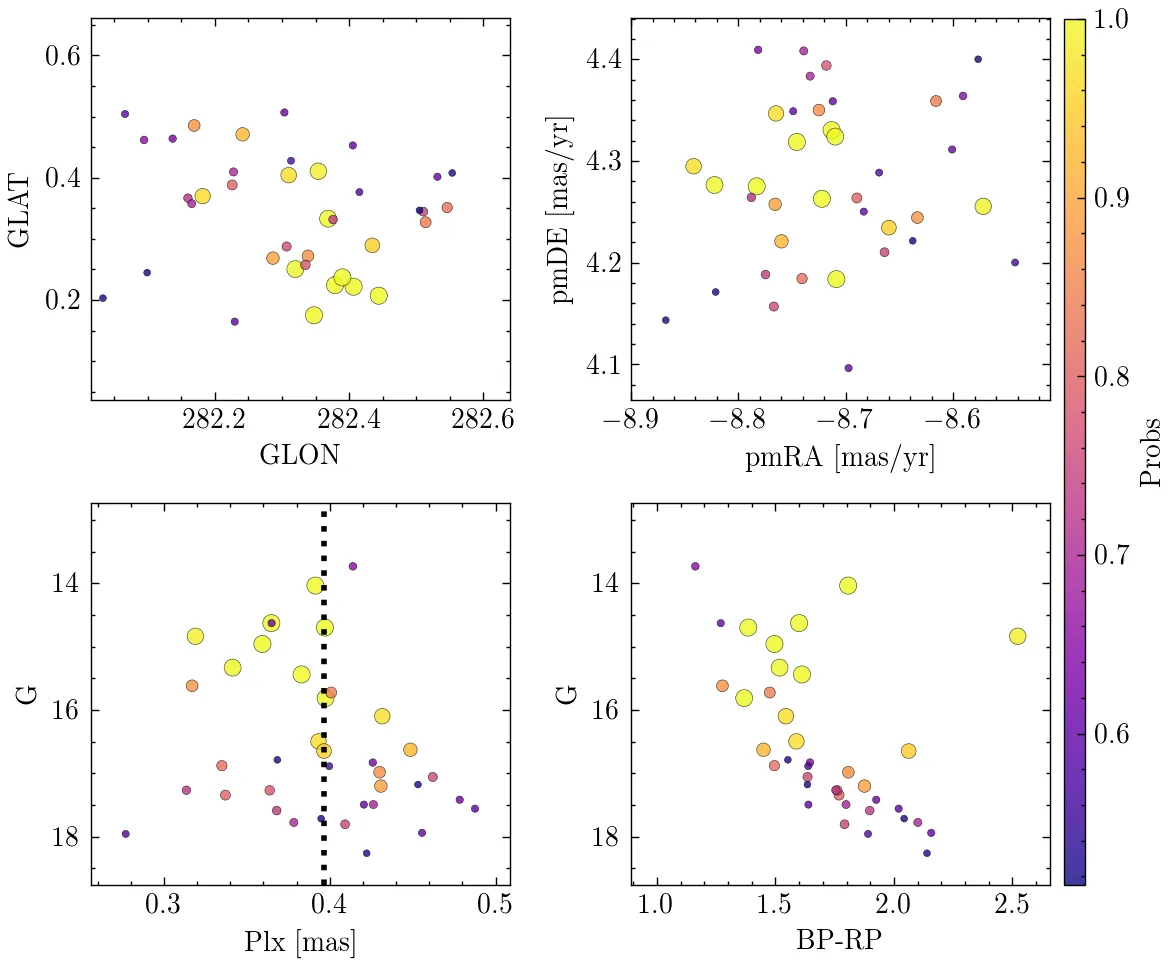 0.6
0.4
0.2
GLAT
282.2 282.4 282.6
GLON
4.4
4.3
4.2
4.1
pmDE [mas/yr]
−8.9 −8.8 −8.7 −8.6
pmRA [mas/yr]
14
16
18
G
0.3 0.4 0.5
Plx [mas]
14
16
18
G
1.0 1.5 2.0 2.5
BP-RP
1.0
0.9
0.8
0.7
0.6
Probs